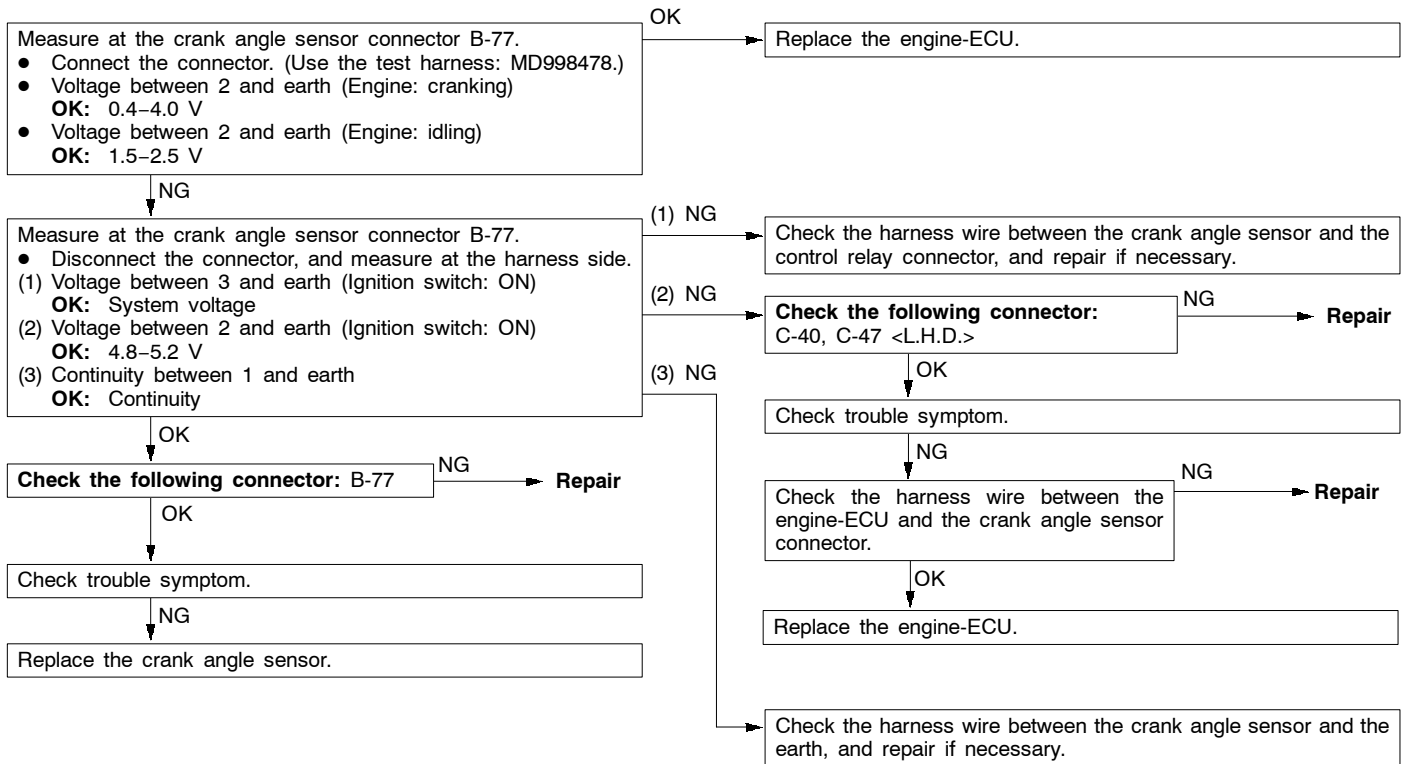 Measure at the crank angle sensor connector B-77.
● Connect the connector. (Use the test harness: MD998478.)
● Voltage between 2 and earth (Engine: cranking)
OK: 0.4–4.0 V
● Voltage between 2 and earth (Engine: idling)
OK: 1.5–2.5 V
OK
Replace the engine-ECU.
NG
Measure at the crank angle sensor connector B-77.
● Disconnect the connector, and measure at the harness side.
(1) Voltage between 3 and earth (Ignition switch: ON)
OK: System voltage
(2) Voltage between 2 and earth (Ignition switch: ON)
OK: 4.8–5.2 V
(3) Continuity between 1 and earth
OK: Continuity
(1) NG
Check the harness wire between the crank angle sensor and the
control relay connector, and repair if necessary.
(2) NG
Check the following connector:
C-40, C-47 <L.H.D.>
NG
Repair
OK
Check trouble symptom.
NG
Check the harness wire between the
engine-ECU and the crank angle sensor
connector.
NG
Repair
OK
Replace the engine-ECU.
(3) NG
Check the harness wire between the crank angle sensor and the
earth, and repair if necessary.
OK
Check the following connector: B-77
NG
Repair
OK
Check trouble symptom.
NG
Replace the crank angle sensor.